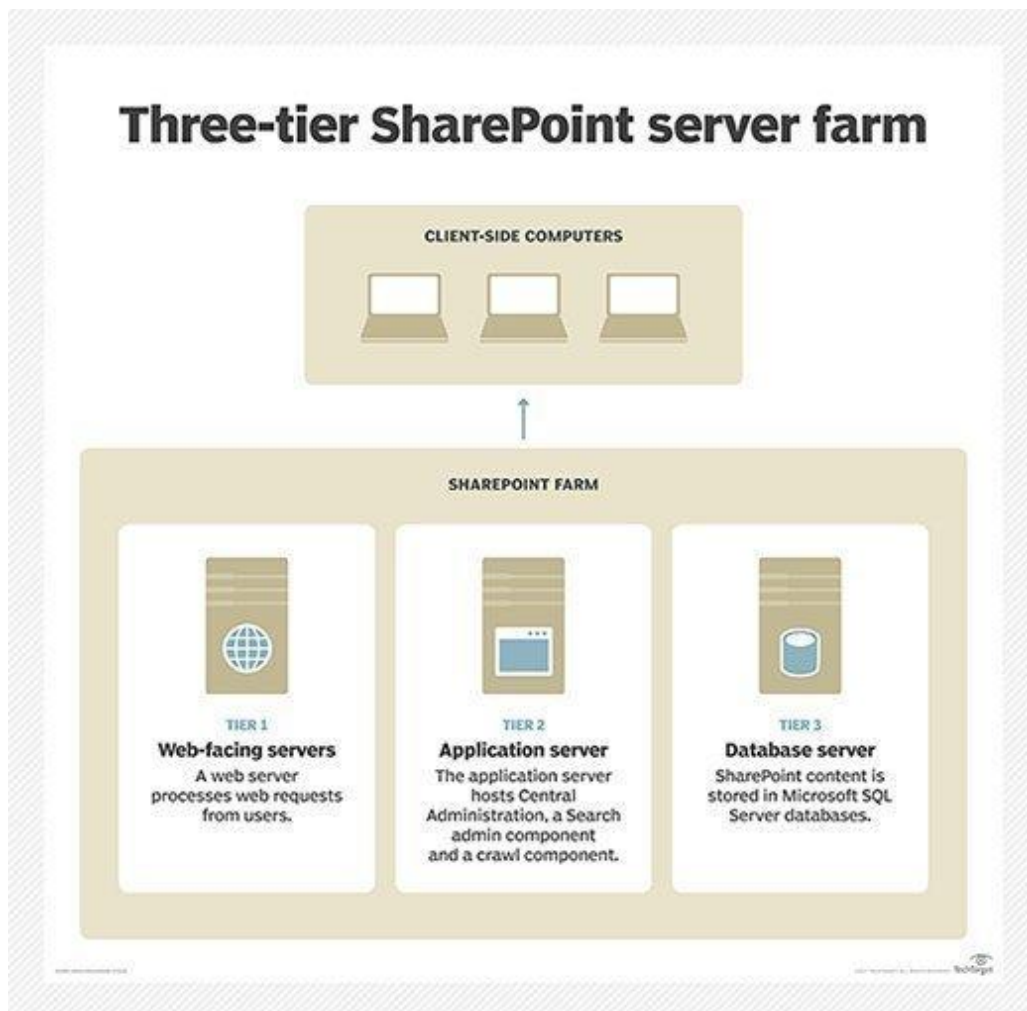 Three-tier SharePoint server farm
CLIENT-SIDE COMPUTERS
SHAREPOINT FARM
TIER 1
Web-facing servers
A web server
processes web requests
from users.
TIER 2
Application server
The application server
hosts Central
Administration, a Search
admin component
and a crawl component.
TIER 3
Database server
SharePoint content is
stored in Microsoft SQL
Server databases.
TechTarget